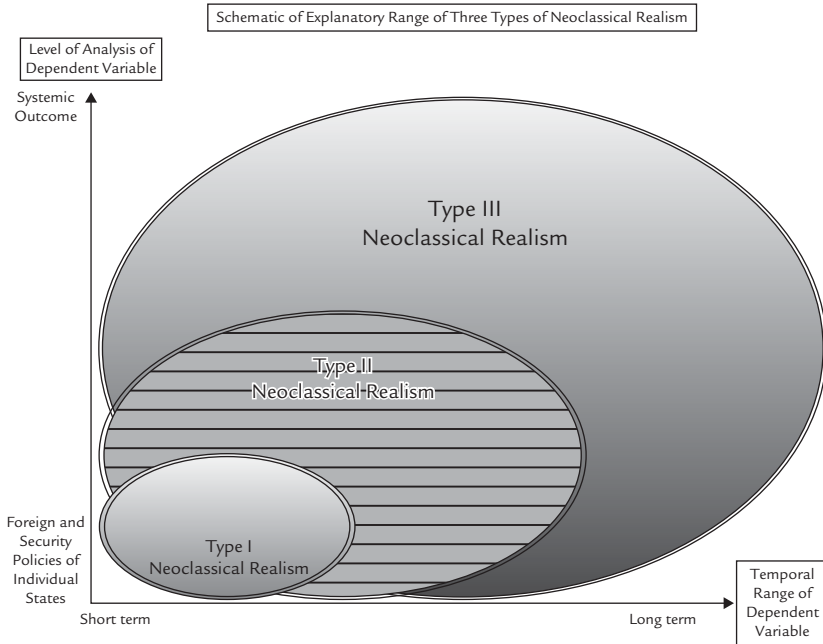 Schematic of Explanatory Range of Three Types of Neoclassical Realism
Level of Analysis of
Dependent Variable
Systemic
Outcome
Type III
Neoclassical Realism
Type II
Neoclassical Realism
Type I
Neoclassical Realism
Foreign and
Security
Policies of
Individual
States
Short term
Long term
Temporal
Range of
Dependent
Variable